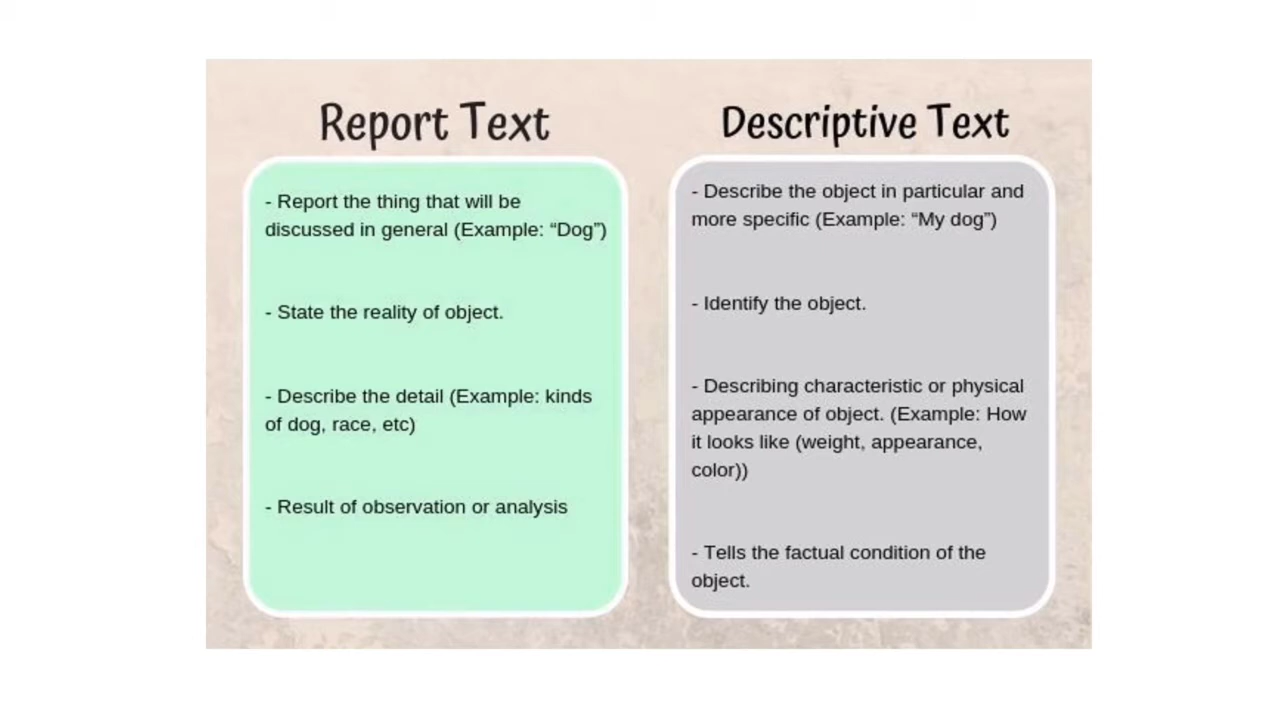 Report Text
- Report the thing that will be
discussed in general (Example: “Dog”)
- State the reality of object.
- Describe the detail (Example: kinds
of dog, race, etc)
- Result of observation or analysis
Descriptive Text
- Describe the object in particular and
more specific (Example: “My dog”)
- Identify the object.
- Describing characteristic or physical
appearance of object. (Example: How
it looks like (weight, appearance,
color))
- Tells the factual condition of the
object.